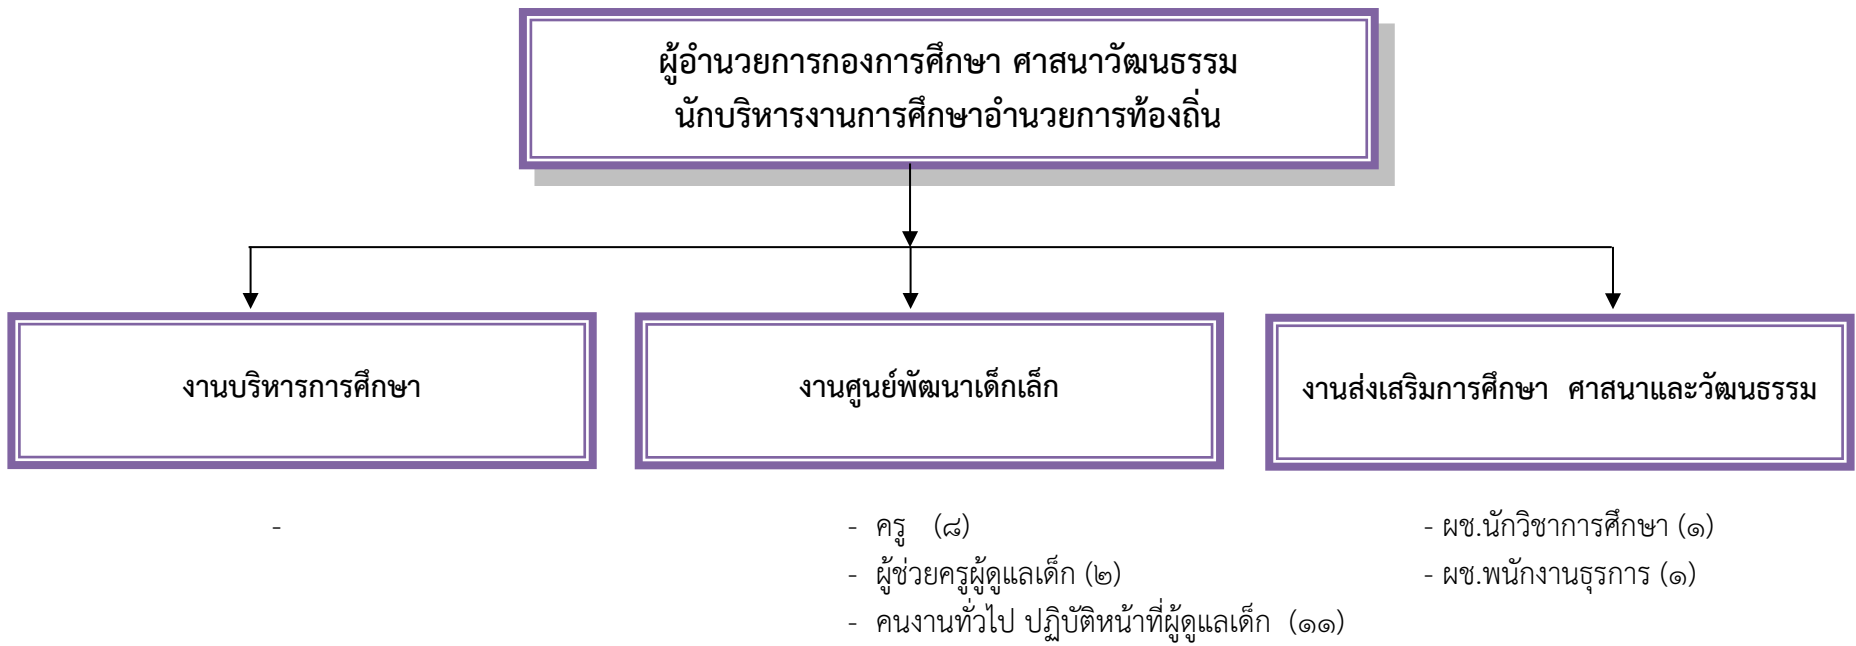 ผู้อำนวยการกองการศึกษา ศาสนาวัฒนธรรม
นักบริหารงานการศึกษาอำนวยการท้องถิ่น
งานบริหารการศึกษา
งานศูนย์พัฒนาเด็กเล็ก
งานส่งเสริมการศึกษา ศาสนาและวัฒนธรรม
-
- ครู (๘)
- ผู้ช่วยครูผู้ดูแลเด็ก (๒)
- คนงานทั่วไป ปฏิบัติหน้าที่ผู้ดูแลเด็ก (๑๑)
- ผช.นักวิชาการศึกษา (๑)
- ผช.พนักงานธุรการ (๑)